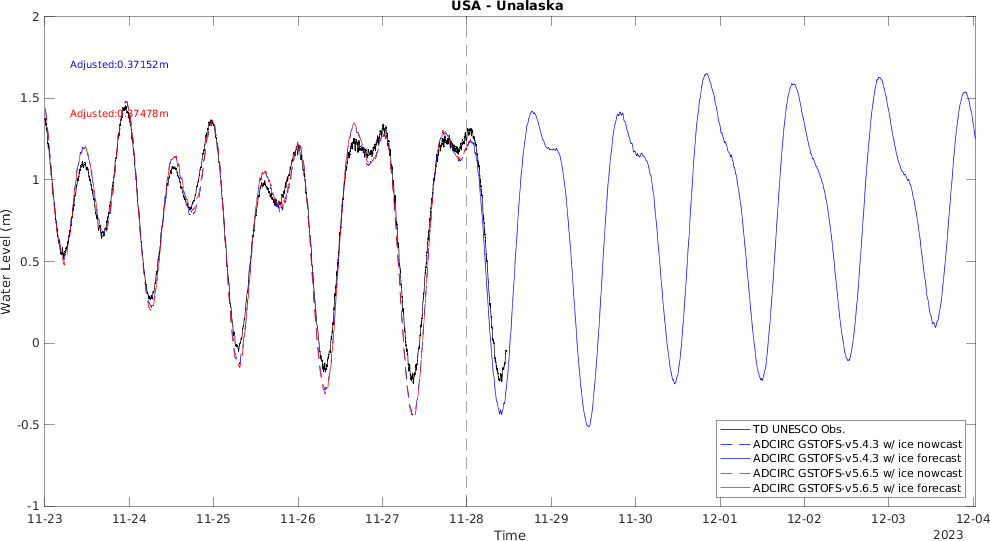 USA - Unalaska
2
1.5
1
0.5
0
-0.5
-1
Water Level (m)
Adjusted:0.37152m
Adjusted:0.37478m
TD UNESCO Obs.
ADCIRC GSTOFS-v5.4.3 w/ ice nowcast
ADCIRC GSTOFS-v5.4.3 w/ ice forecast
ADCIRC GSTOFS-v5.6.5 w/ ice nowcast
ADCIRC GSTOFS-v5.6.5 w/ ice forecast
11-23 11-24 11-25 11-26 11-27 11-28 11-29 11-30 12-01 12-02 12-03 12-04
Time
2023